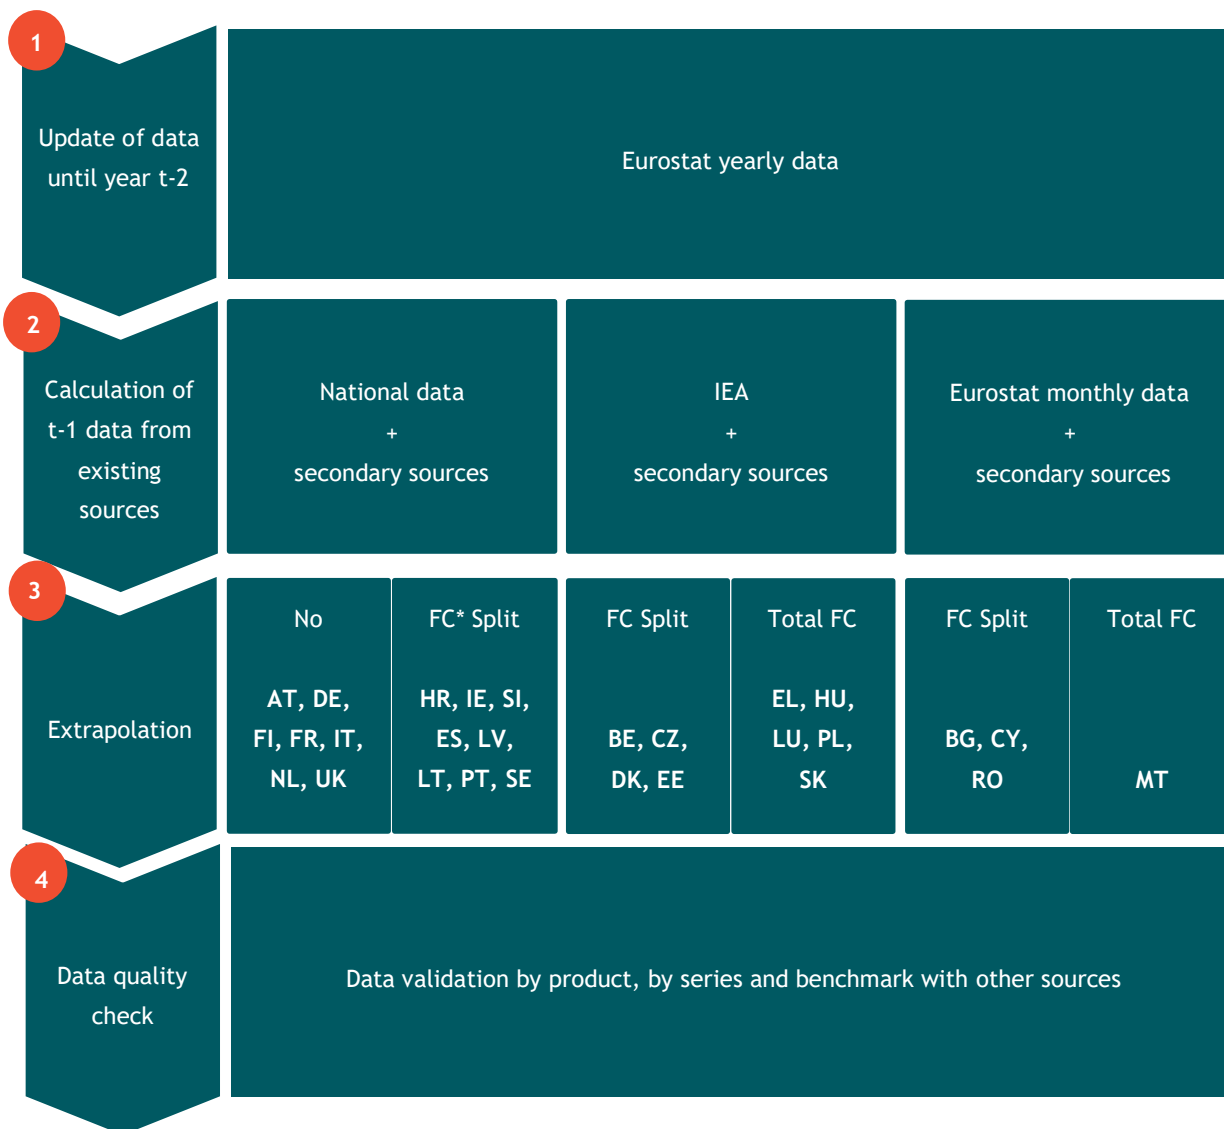 1
Update of data
until year t-2
Eurostat yearly data
2
Calculation of
t-1 data from
existing
sources
National data
+
secondary sources
IEA
+
secondary sources
Eurostat monthly data
+
secondary sources
3
Extrapolation
No
AT, DE,
FI, FR, IT,
NL, UK
FC* Split
HR, IE, SI,
ES, LV,
LT, PT, SE
FC Split
BE, CZ,
DK, EE
Total FC
EL, HU,
LU, PL,
SK
FC Split
BG, CY,
RO
Total FC
MT
4
Data quality
check
Data validation by product, by series and benchmark with other sources